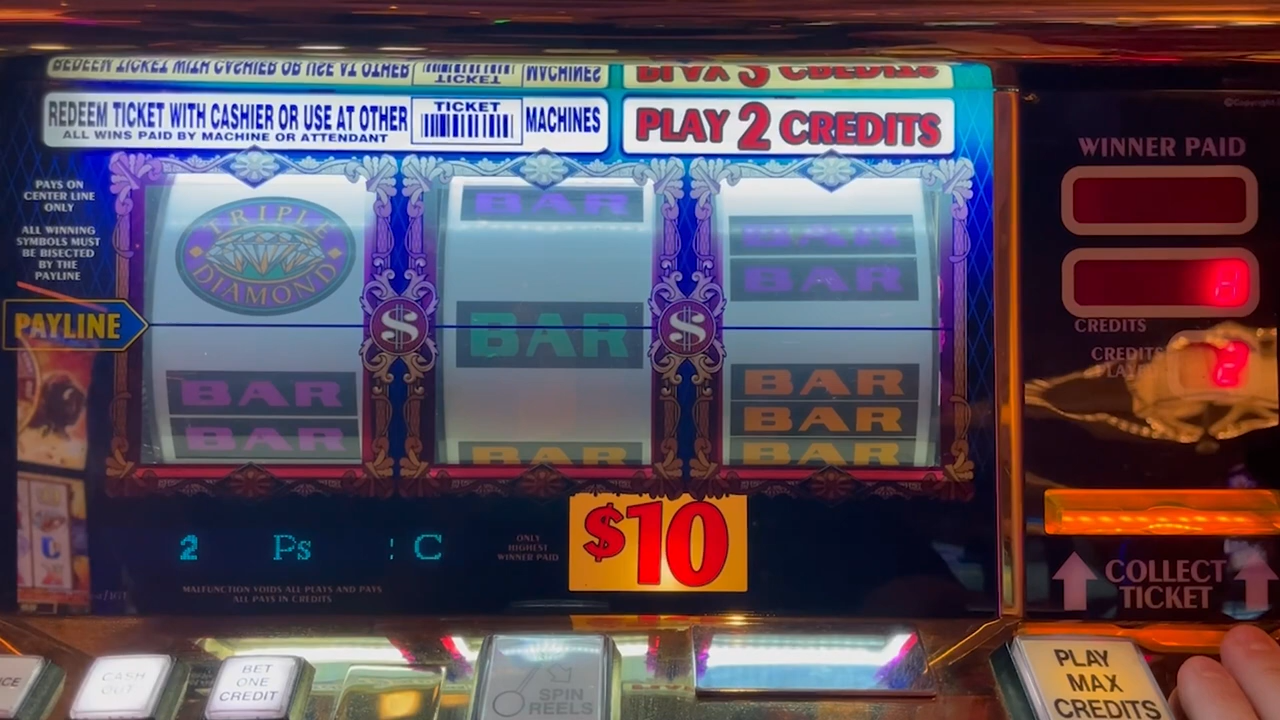 REDEEM TICKET WITH CASHIER OR USE AT OTHER
ALL WINS PAID BY MACHINE OR ATTENDANT
TICKET
MACHINES
PLAY 2 CREDITS
PAYS ON
CENTER LINE
ONLY
ALL WINNING
SYMBOLS MUST
BE BISECTED
BY THE
PAYLINE
PAYLINE
TRIPLE
DIAMOND
BAR
BAR
$
BAR
BAR
BAR
$
BAR
BAR
BAR
BAR
BAR
WINNER PAID
CREDITS
CREDITS
2 Ps : C
ONLY
HIGHEST
WINNER PAID
$10
MALFUNCTION VOIDS ALL PLAYS AND PAYS
ALL PAYS IN CREDITS
COLLECT
TICKET
CASH
OUT
BET
ONE
CREDIT
SPIN
REELS
PLAY
MAX
CREDITS